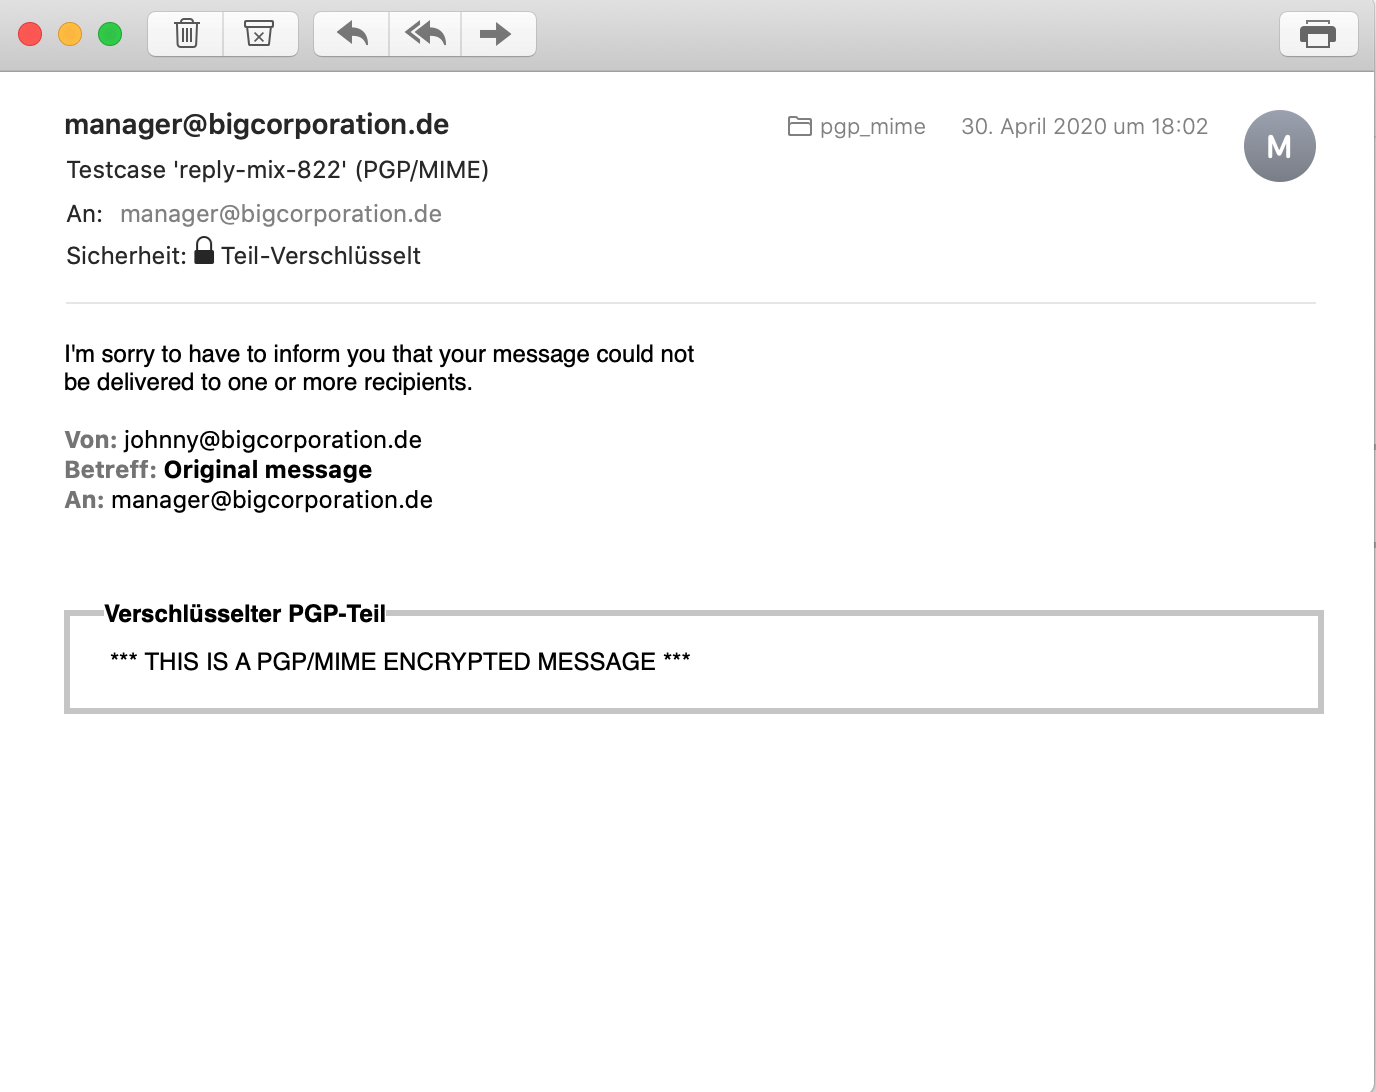 manager@bigcorporation.de
pgp_mime
30. April 2020 um 18:02
M
Testcase 'reply-mix-822' (PGP/MIME)
An: manager@bigcorporation.de
Sicherheit: Teil-Verschlüsselt
I'm sorry to have to inform you that your message could not
be delivered to one or more recipients.
Von: johnny@bigcorporation.de
Betreff: Original message
An: manager@bigcorporation.de
Verschlüsselter PGP-Teil
*** THIS IS A PGP/MIME ENCRYPTED MESSAGE ***